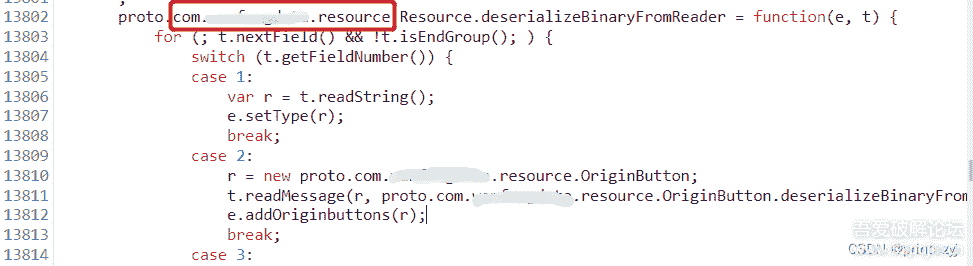 13802 proto.com. .resource Resource.deserializeBinaryFromReader = function(e, t) {
13803 for (; t.nextField() && !t.isEndGroup(); ) {
13804 switch (t.getFieldNumber()) {
13805 case 1:
13806 var r = t.readString();
13807 e.setType(r);
13808 break;
13809 case 2:
13810 r = new proto.com. .resource.OriginButton;
13811 t.readMessage(r, proto.com. .resource.OriginButton.deserializeBinaryFrom
13812 e.addOriginbuttons(r);
13813 break;
13814 case 3:
吾爱破解论坛